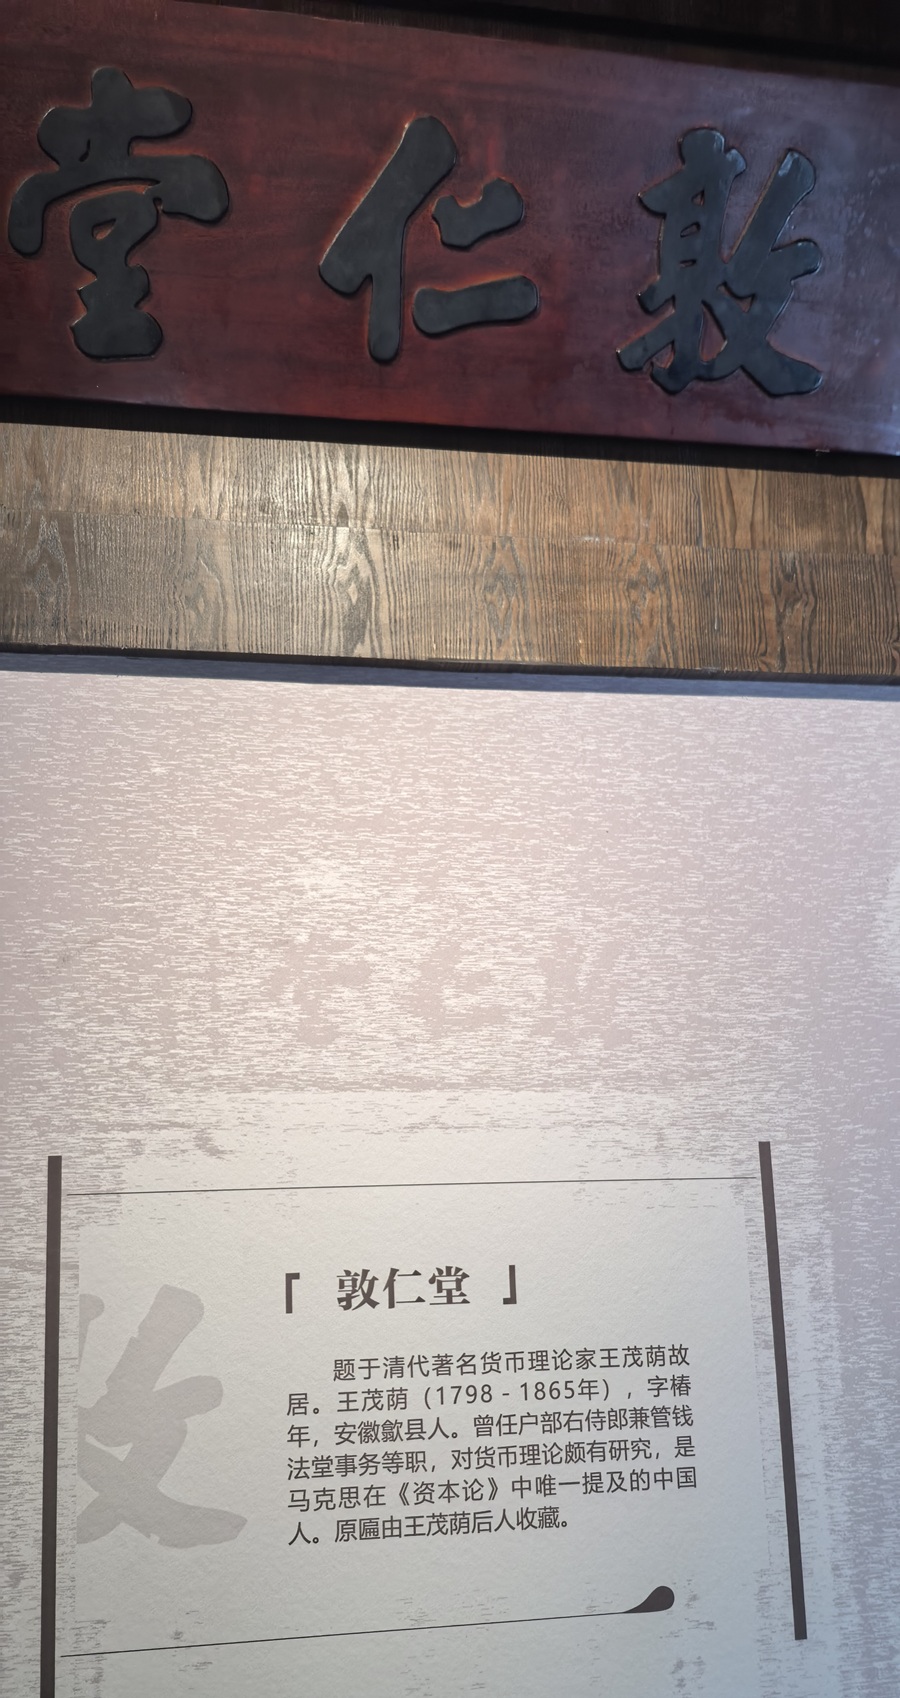 敦仁堂
「 敦仁堂 」
题于清代著名货币理论家王茂荫故
居。王茂荫（1798 - 1865年），字椿
年，安徽歙县人。曾任户部右侍郎兼管钱
法堂事务等职，对货币理论颇有研究，是
马克思在《资本论》中唯一提及的中国
人。原匾由王茂荫后人收藏。